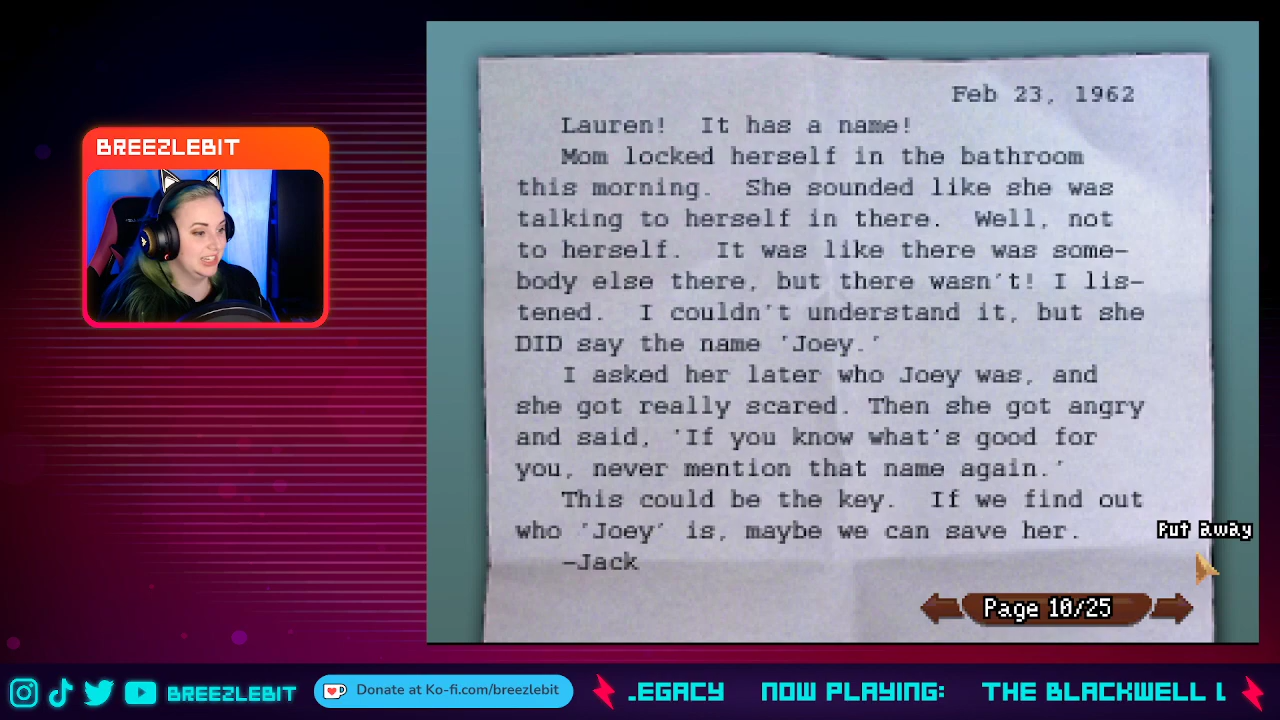 BREEZLEBIT
Feb 23, 1962
Lauren!  It has a name!
Mom locked herself in the bathroom
this morning.  She sounded like she was
talking to herself in there.  Well, not
to herself.  It was like there was some-
body else there, but there wasn't! I lis-
tened.  I couldn't understand it, but she
DID say the name 'Joey.'
I asked her later who Joey was, and
she got really scared. Then she got angry
and said, 'If you know what's good for
you, never mention that name again.'
This could be the key.  If we find out
who 'Joey' is, maybe we can save her.
-Jack
Put away
Page 10/25
BREEZLEBIT
Donate at Ko-fi.com/breezlebit
.EGACY
NOW PLAYING:
THE BLACKWELL L